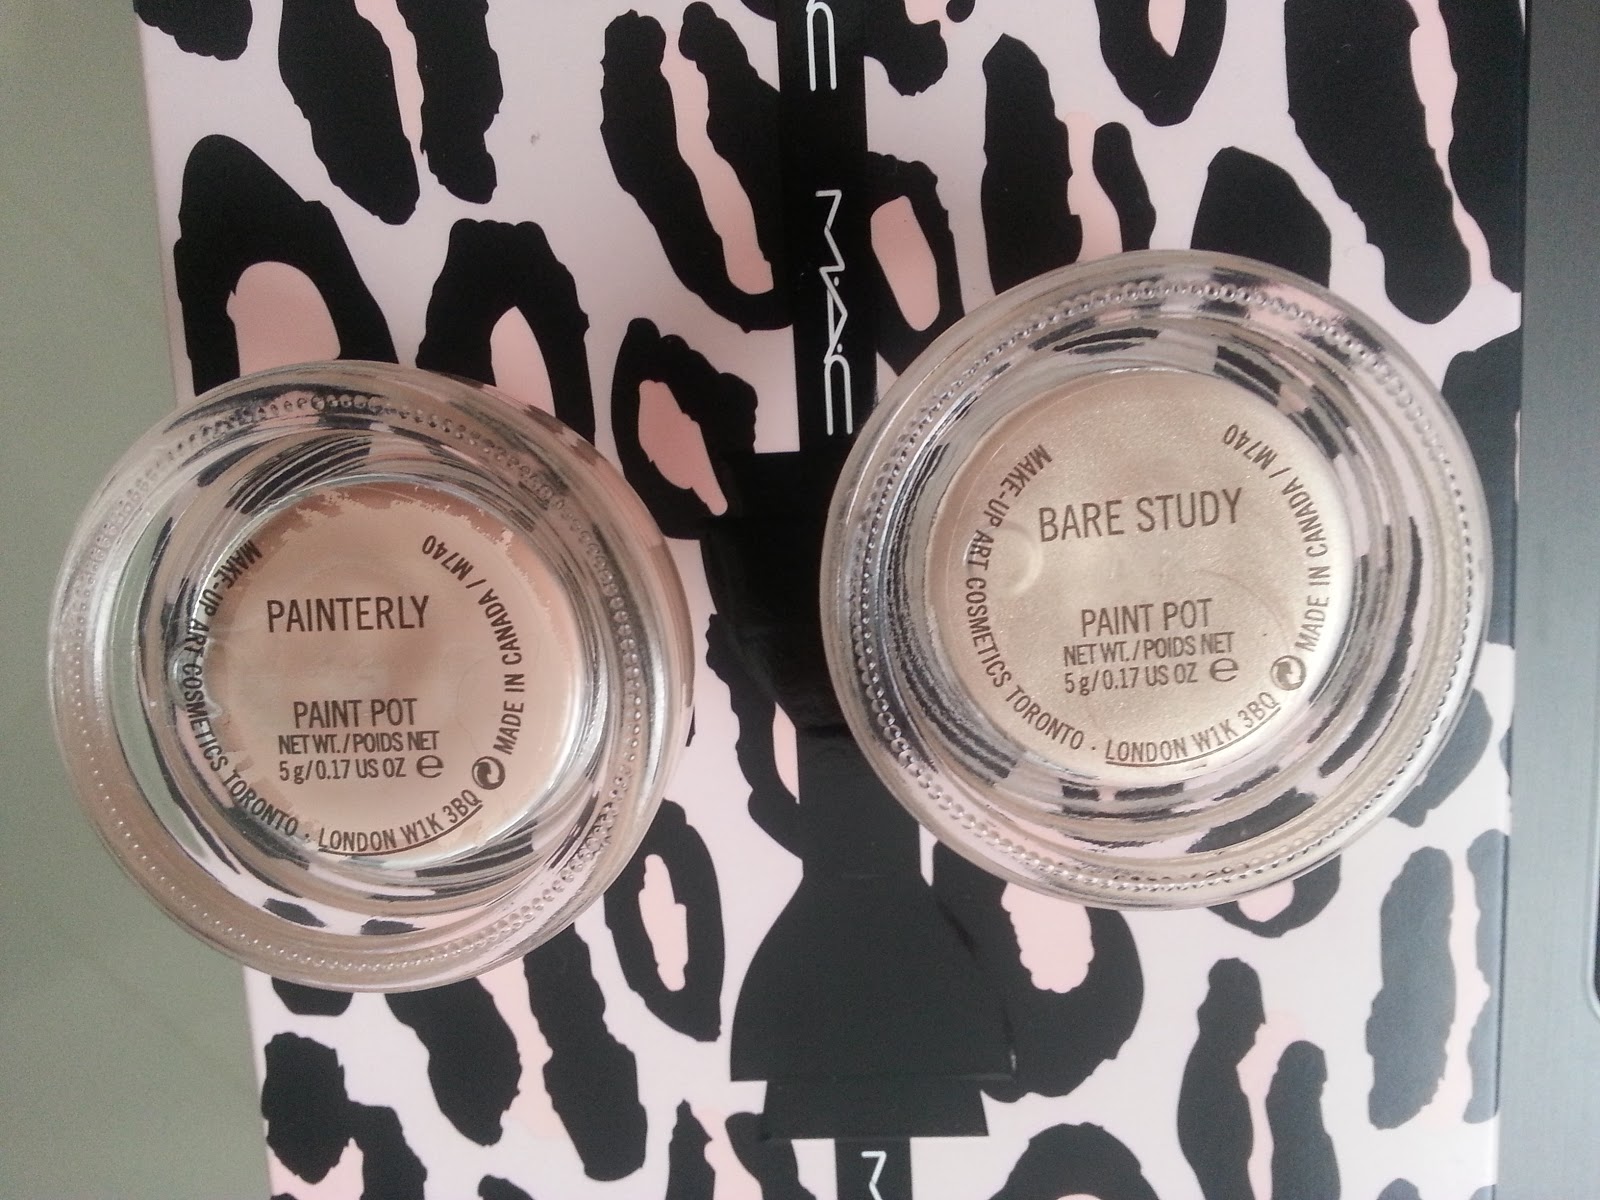 M·A·C
PAINTERLY
PAINT POT
NET WT./POIDS NET
5 g/0.17 US OZ e
MAKE-UP ART COSMETICS TORONTO · LONDON W1K 3BQ
MADE IN CANADA / M740
BARE STUDY
PAINT POT
NET WT./POIDS NET
5 g/0.17 US OZ e
MAKE-UP ART COSMETICS TORONTO · LONDON W1K 3BQ
MADE IN CANADA / M740